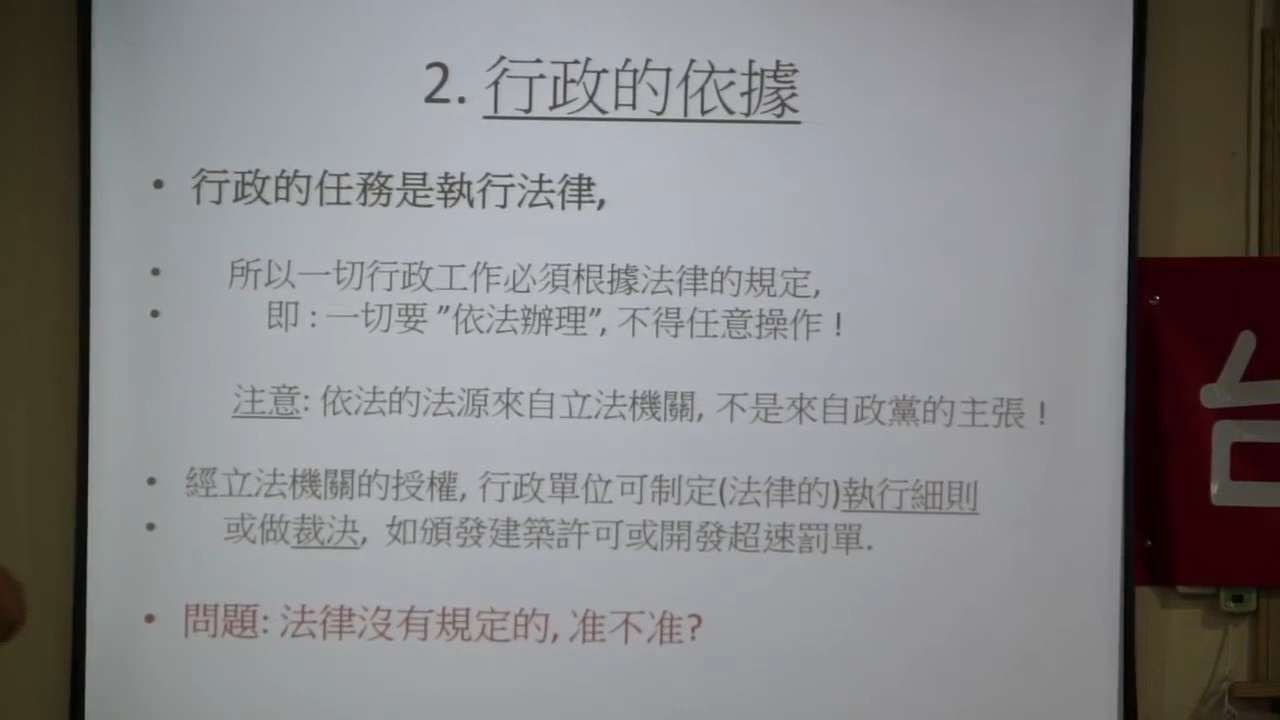 2. 行政的依據
• 行政的任務是執行法律,
• 所以一切行政工作必須根據法律的規定,
• 即 : 一切要 ”依法辦理”, 不得任意操作！
注意: 依法的法源來自立法機關, 不是來自政黨的主張！
• 經立法機關的授權, 行政單位可制定(法律的)執行細則
• 或做裁決, 如頒發建築許可或開發超速罰單.
• 問題: 法律沒有規定的, 准不准?
台